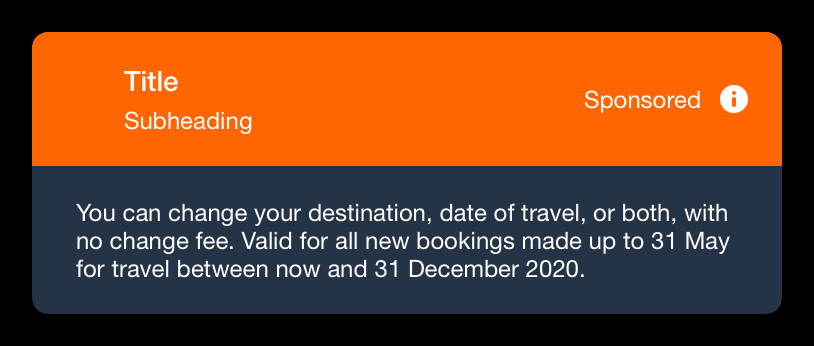 Title
Subheading
Sponsored
You can change your destination, date of travel, or both, with
no change fee. Valid for all new bookings made up to 31 May
for travel between now and 31 December 2020.